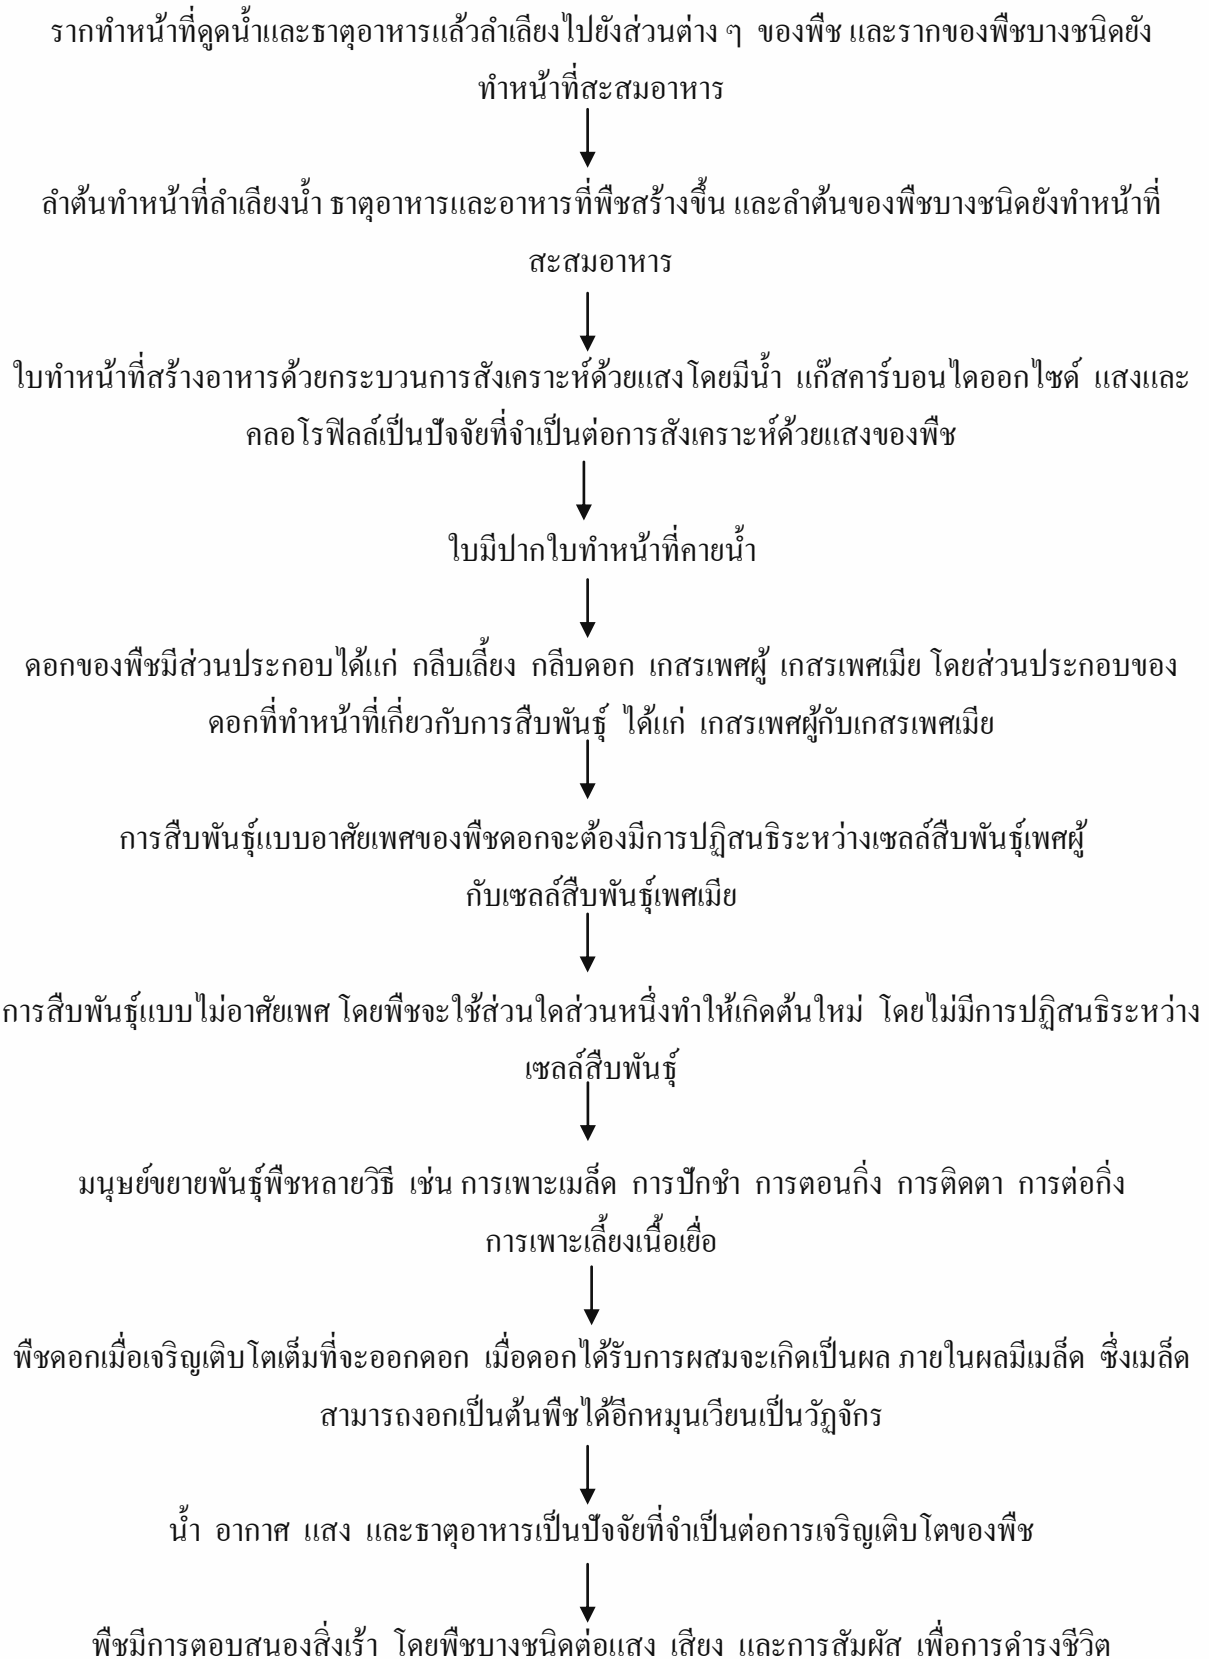 รากทำหน้าที่ดูดน้ำและธาตุอาหารแล้วลำเลียงไปยังส่วนต่าง ๆ ของพืช และรากของพืชบางชนิดยัง
ทำหน้าที่สะสมอาหาร
ลำต้นทำหน้าที่ลำเลียงน้ำ ธาตุอาหารและอาหารที่พืชสร้างขึ้น และลำต้นของพืชบางชนิดยังทำหน้าที่
สะสมอาหาร
ใบทำหน้าที่สร้างอาหารด้วยกระบวนการสังเคราะห์ด้วยแสงโดยมีน้ำ แก๊สคาร์บอนไดออกไซด์ แสงและ
คลอโรฟิลล์เป็นปัจจัยที่จำเป็นต่อการสังเคราะห์ด้วยแสงของพืช
ใบมีปากใบทำหน้าที่คายน้ำ
ดอกของพืชมีส่วนประกอบได้แก่ กลีบเลี้ยง กลีบดอก เกสรเพศผู้ เกสรเพศเมีย โดยส่วนประกอบของ
ดอกที่ทำหน้าที่เกี่ยวกับการสืบพันธุ์ ได้แก่ เกสรเพศผู้กับเกสรเพศเมีย
การสืบพันธุ์แบบอาศัยเพศของพืชดอกจะต้องมีการปฏิสนธิระหว่างเซลล์สืบพันธุ์เพศผู้
กับเซลล์สืบพันธุ์เพศเมีย
การสืบพันธุ์แบบไม่อาศัยเพศ โดยพืชจะใช้ส่วนใดส่วนหนึ่งทำให้เกิดต้นใหม่ โดยไม่มีการปฏิสนธิระหว่าง
เซลล์สืบพันธุ์
มนุษย์ขยายพันธุ์พืชหลายวิธี เช่น การเพาะเมล็ด การปักชำ การตอนกิ่ง การติดตา การต่อกิ่ง
การเพาะเลี้ยงเนื้อเยื่อ
พืชดอกเมื่อเจริญเติบโตเต็มที่จะออกดอก เมื่อดอกได้รับการผสมจะเกิดเป็นผล ภายในผลมีเมล็ด ซึ่งเมล็ด
สามารถงอกเป็นต้นพืชได้อีกหมุนเวียนเป็นวัฏจักร
น้ำ อากาศ แสง และธาตุอาหารเป็นปัจจัยที่จำเป็นต่อการเจริญเติบโตของพืช
พืชมีการตอบสนองสิ่งเร้า โดยพืชบางชนิดต่อแสง เสียง และการสัมผัส เพื่อการดำรงชีวิต